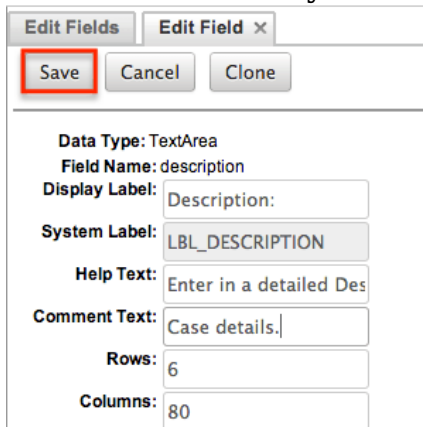 Edit Fields Edit Field ×
Save Cancel Clone
Data Type: TextArea
Field Name: description
Display Label: Description:
System Label: LBL_DESCRIPTION
Help Text: Enter in a detailed Des
Comment Text: Case details.
Rows: 6
Columns: 80